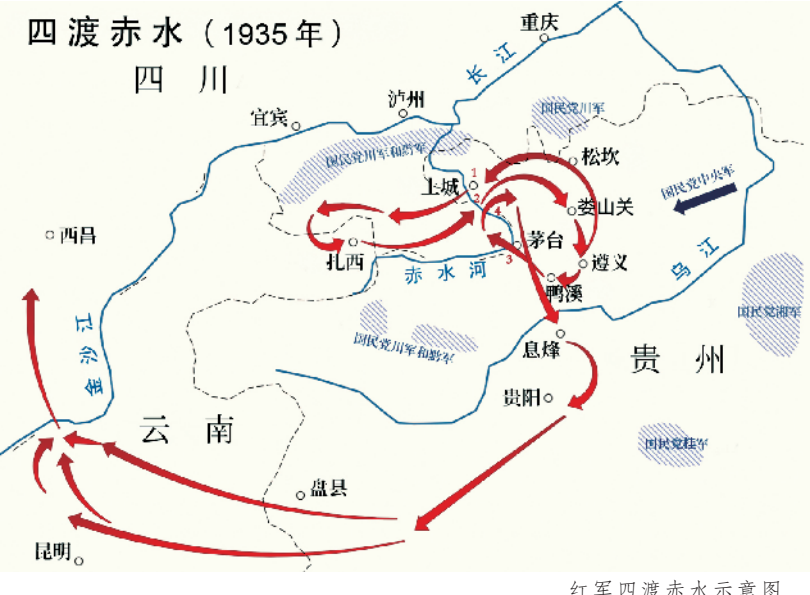 四渡赤水（1935年）
重庆
四 川
长江
泸州
宜宾
国民党川军
国民党川军和黔军
松坎
土城
1
2
国民党中央军
娄山关
4
西昌
茅台
3
扎西
赤水河
遵义
乌江
鸭溪
金沙江
国民党川军和黔军
国民党湘军
息烽
贵 州
贵阳
云 南
国民党桂军
盘县
昆明
红军四渡赤水示意图